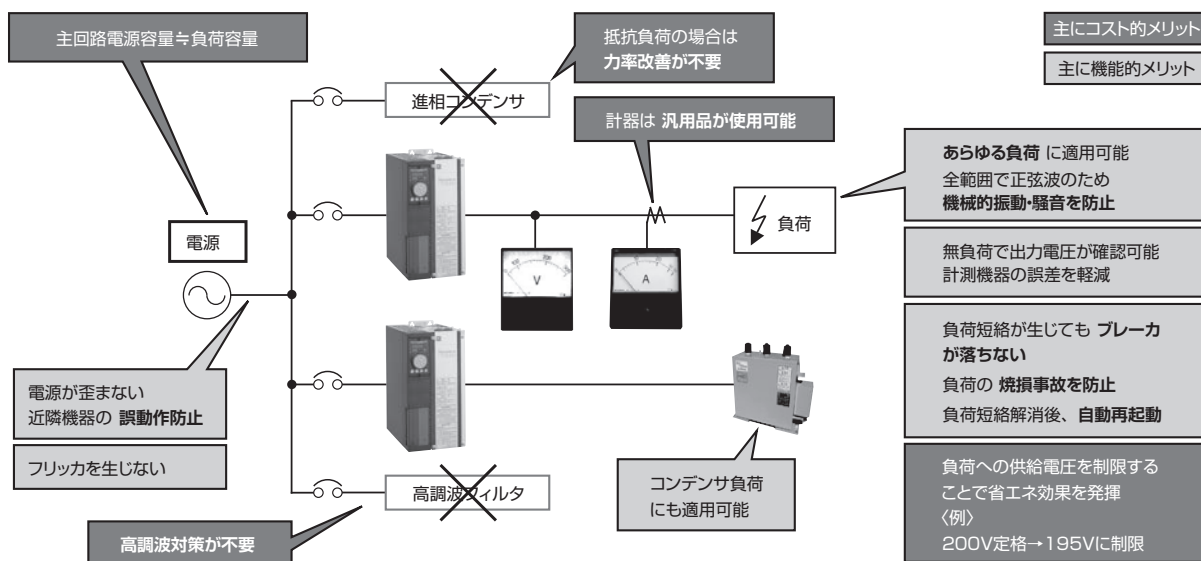 主回路電源容量≒負荷容量
抵抗負荷の場合は
力率改善が不要
主にコスト的メリット
主に機能的メリット
進相コンデンサ
計器は 汎用品が使用可能
電源
V
A
負荷
あらゆる負荷 に適用可能
全範囲で正弦波のため
機械的振動・騒音を防止
無負荷で出力電圧が確認可能
計測機器の誤差を軽減
負荷短絡が生じても ブレーカ
が落ちない
負荷の 焼損事故を防止
負荷短絡解消後、自動再起動
負荷への供給電圧を制限する
ことで省エネ効果を発揮
〈例〉
200V定格→195Vに制限
電源が歪まない
近隣機器の 誤動作防止
フリッカを生じない
高調波フィルタ
高調波対策が不要
コンデンサ負荷
にも適用可能